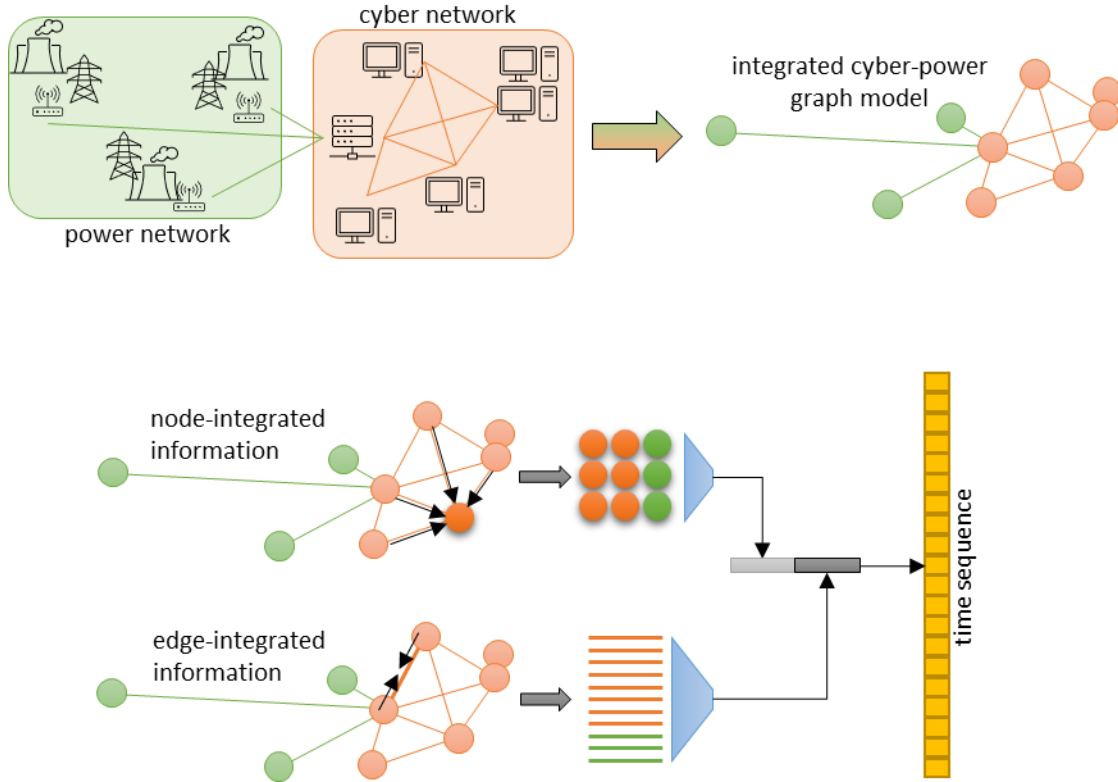 cyber network
integrated cyber-power
graph model
power network
node-integrated
information
time sequence
edge-integrated
information